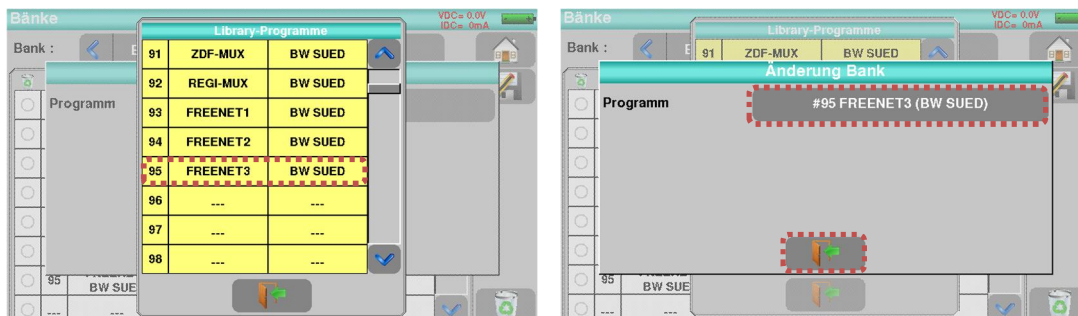 Bänke
VDC= 0.0V
IDC= 0mA
Library-Programme
Bank :
91 ZDF-MUX BW SUED
92 REGI-MUX BW SUED
Programm
93 FREENET1 BW SUED
94 FREENET2 BW SUED
95 FREENET3 BW SUED
96 --- ---
97 --- ---
98 --- ---
95
BW SUE
--- ---
Bänke
VDC= 0.0V
IDC= 0mA
Library-Programme
Bank :
91 ZDF-MUX BW SUED
Änderung Bank
Programm #95 FREENET3 (BW SUED)
95
BW SUE
--- ---